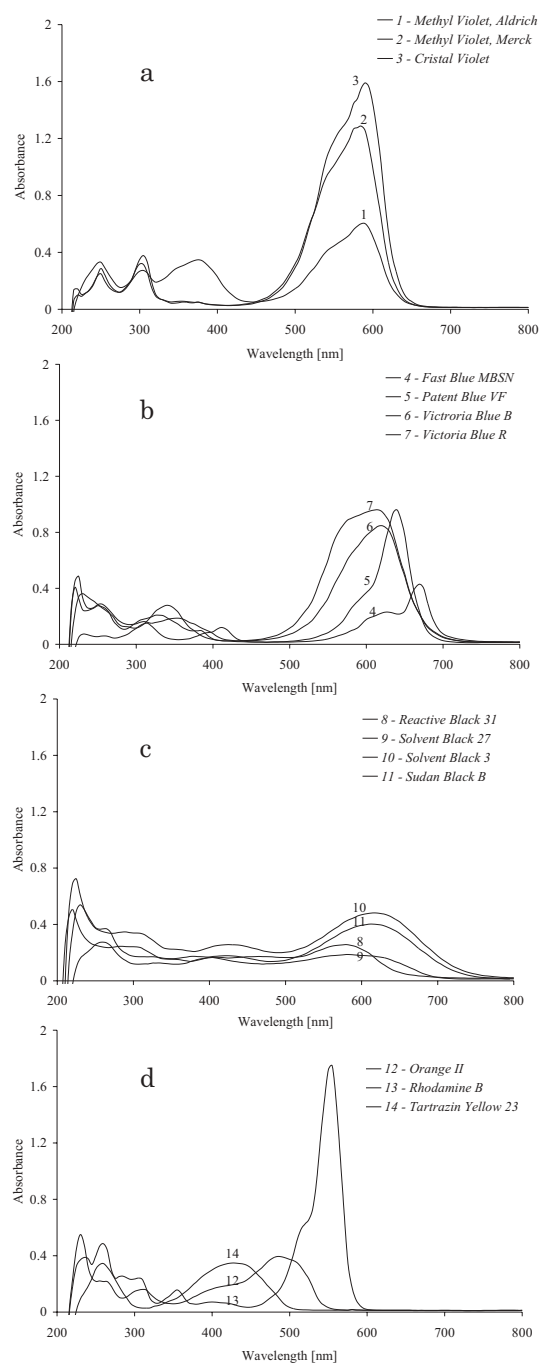 a
1 - Methyl Violet, Aldrich
2 - Methyl Violet, Merck
3 - Cristal Violet
2
1.6
1.2
0.8
0.4
0
Absorbance
3
2
1
200 300 400 500 600 700 800
Wavelength [nm]
b
4 - Fast Blue MBSN
5 - Patent Blue VF
6 - Victroria Blue B
7 - Victoria Blue R
2
1.6
1.2
0.8
0.4
0
Absorbance
7
6
5
4
200 300 400 500 600 700 800
Wavelength [nm]
c
8 - Reactive Black 31
9 - Solvent Black 27
10 - Solvent Black 3
11 - Sudan Black B
2
1.6
1.2
0.8
0.4
0
Absorbance
10
11
8
9
200 300 400 500 600 700 800
Wavelength [nm]
d
12 - Orange II
13 - Rhodamine B
14 - Tartrazin Yellow 23
2
1.6
1.2
0.8
0.4
0
Absorbance
14
12
13
200 300 400 500 600 700 800
Wavelength [nm]